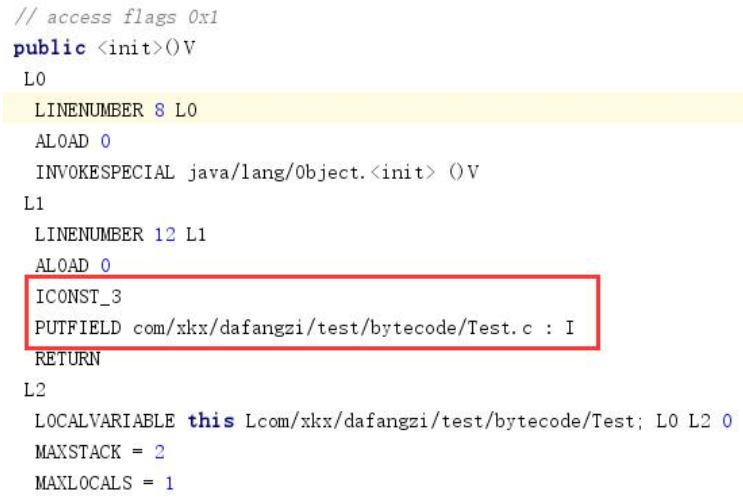 // access flags 0x1
public <init>()V
L0
LINENUMBER 8 L0
ALOAD 0
INVOKESPECIAL java/lang/Object.<init> ()V
L1
LINENUMBER 12 L1
ALOAD 0
ICONST_3
PUTFIELD com/xkx/dafangzi/test/bytecode/Test.c : I
RETURN
L2
LOCALVARIABLE this Lcom/xkx/dafangzi/test/bytecode/Test; L0 L2 0
MAXSTACK = 2
MAXLOCALS = 1